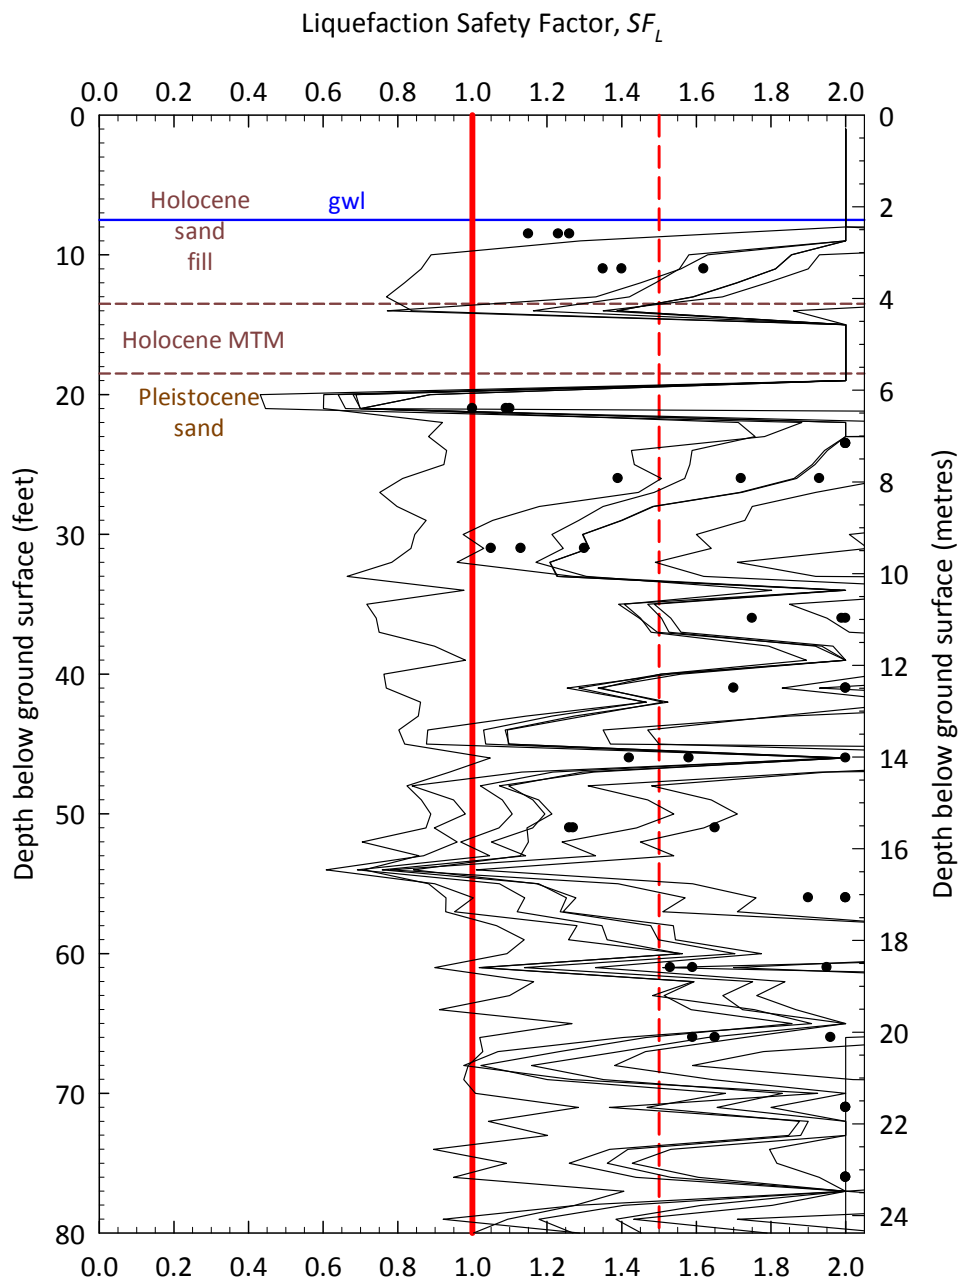 Liquefaction Safety Factor, SF_L
0.0 0.2 0.4 0.6 0.8 1.0 1.2 1.4 1.6 1.8 2.0
0 0
Holocene gwl 2
sand
fill
10
4
Holocene MTM
20 6
Pleistocene
sand
8
30
10
12
40
14
50
16
18
60
20
70
22
24
80
Depth below ground surface (feet)
Depth below ground surface (metres)
0.0 0.2 0.4 0.6 0.8 1.0 1.2 1.4 1.6 1.8 2.0